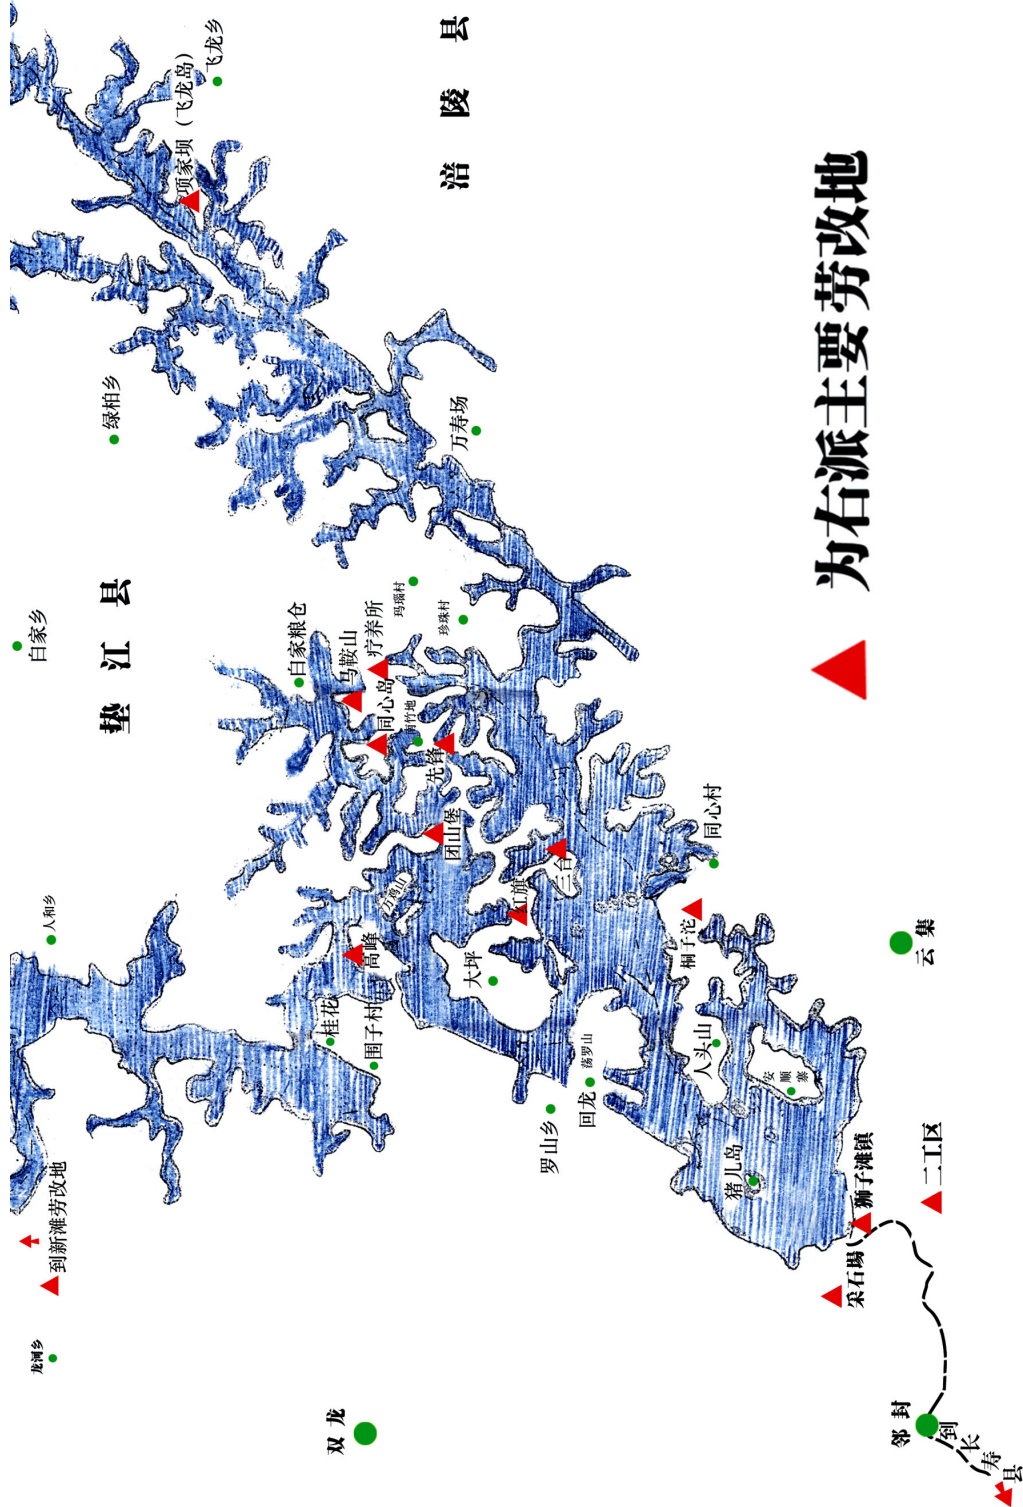 白家乡
人和乡
到新滩劳改地
龙河乡
垫江县
绿柏乡
飞龙乡
项家坝（飞龙岛）
涪陵县
万寿场
玛瑙村
珍珠村
白家粮仓
马鞍山
疗养所
同心岛
南竹地
先锋
团山堡
万湾山
高峰
桂花
围子村
大坪
红旗
三台
同心村
桐子沱
人头山
安顺寨
荡罗山
回龙
罗山乡
猪儿岛
双龙
云集
狮子滩镇
二工区
采石場
邻封
到长寿县
为右派主要劳改地